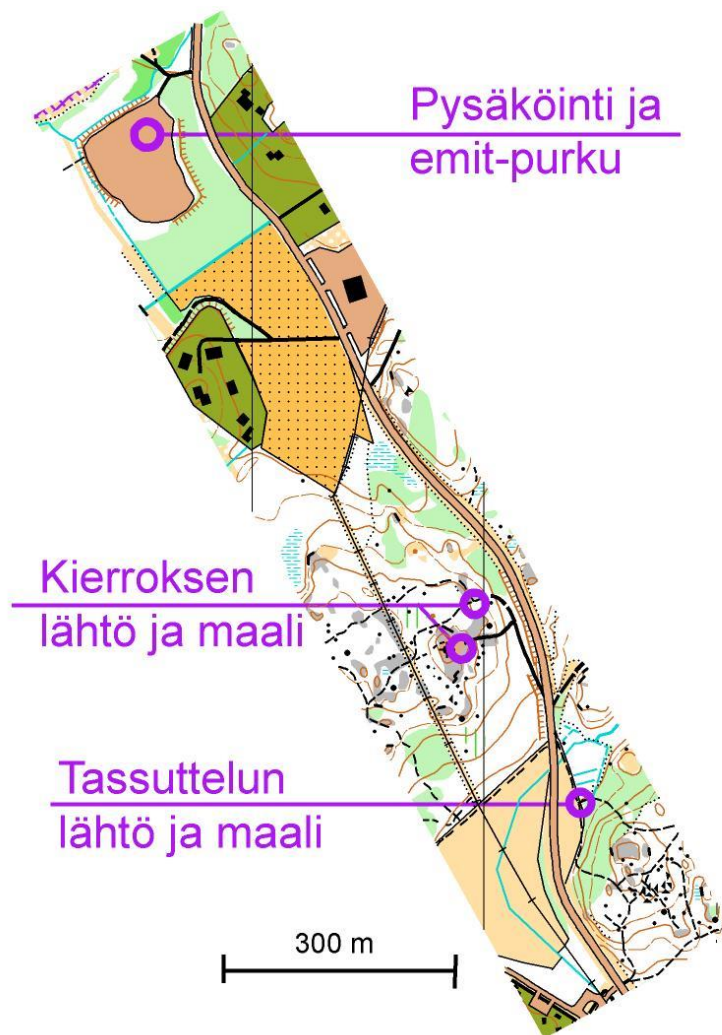 Pysäköinti ja
emit-purku
Kierroksen
lähtö ja maali
Tassuttelun
lähtö ja maali
300 m